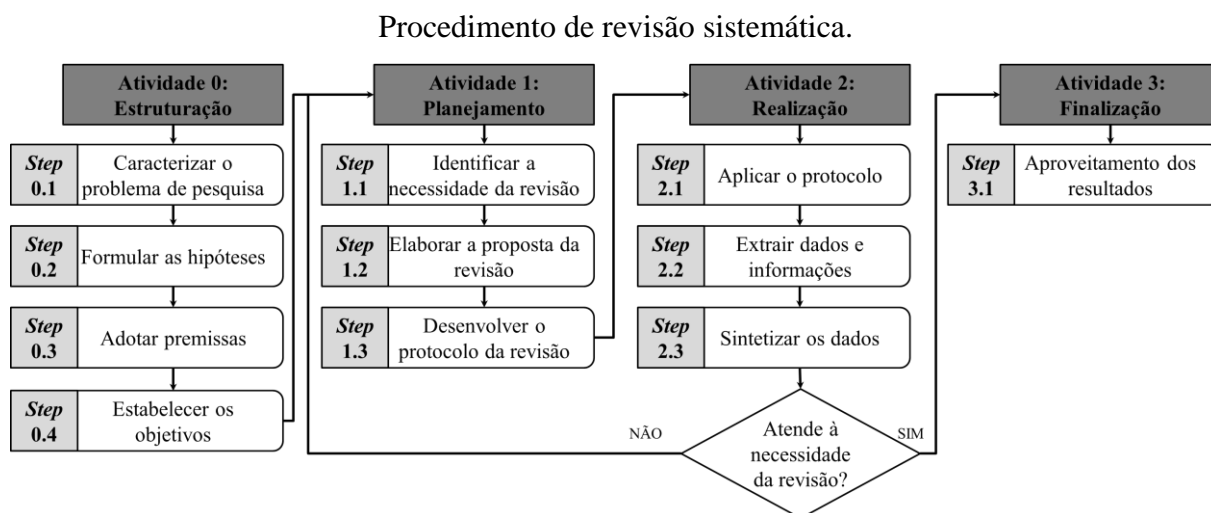 Procedimento de revisão sistemática.
Atividade 0:
Estruturação
Step
0.1
Caracterizar o
problema de pesquisa
Step
0.2
Formular as hipóteses
Step
0.3
Adotar premissas
Step
0.4
Estabelecer os
objetivos
Atividade 1:
Planejamento
Step
1.1
Identificar a
necessidade da revisão
Step
1.2
Elaborar a proposta da
revisão
Step
1.3
Desenvolver o
protocolo da revisão
Atividade 2:
Realização
Step
2.1
Aplicar o protocolo
Step
2.2
Extrair dados e
informações
Step
2.3
Sintetizar os dados
NÃO
Atende à
necessidade
da revisão?
SIM
Atividade 3:
Finalização
Step
3.1
Aproveitamento dos
resultados